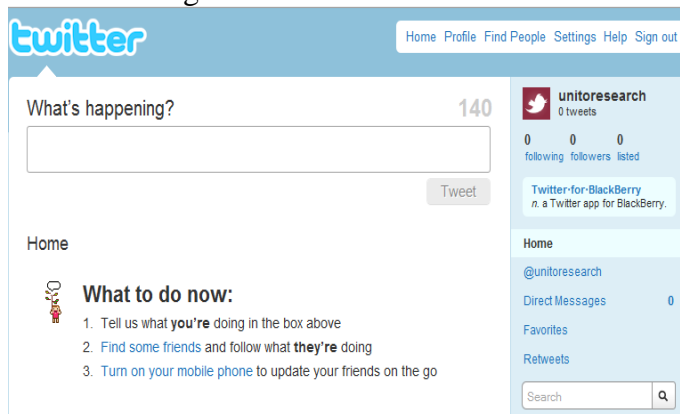 twitter
Home Profile Find People Settings Help Sign out
What's happening?
140
Tweet
Home
What to do now:
1. Tell us what you're doing in the box above
2. Find some friends and follow what they're doing
3. Turn on your mobile phone to update your friends on the go
unitoresearch
0 tweets
0 0 0
following followers listed
Twitter·for·BlackBerry
n. a Twitter app for BlackBerry.
Home
@unitoresearch
Direct Messages 0
Favorites
Retweets
Search